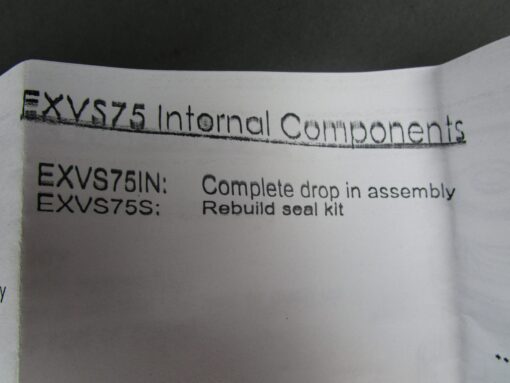 EXVS75 Internal Components
EXVS75IN: Complete drop in assembly
EXVS75S: Rebuild seal kit